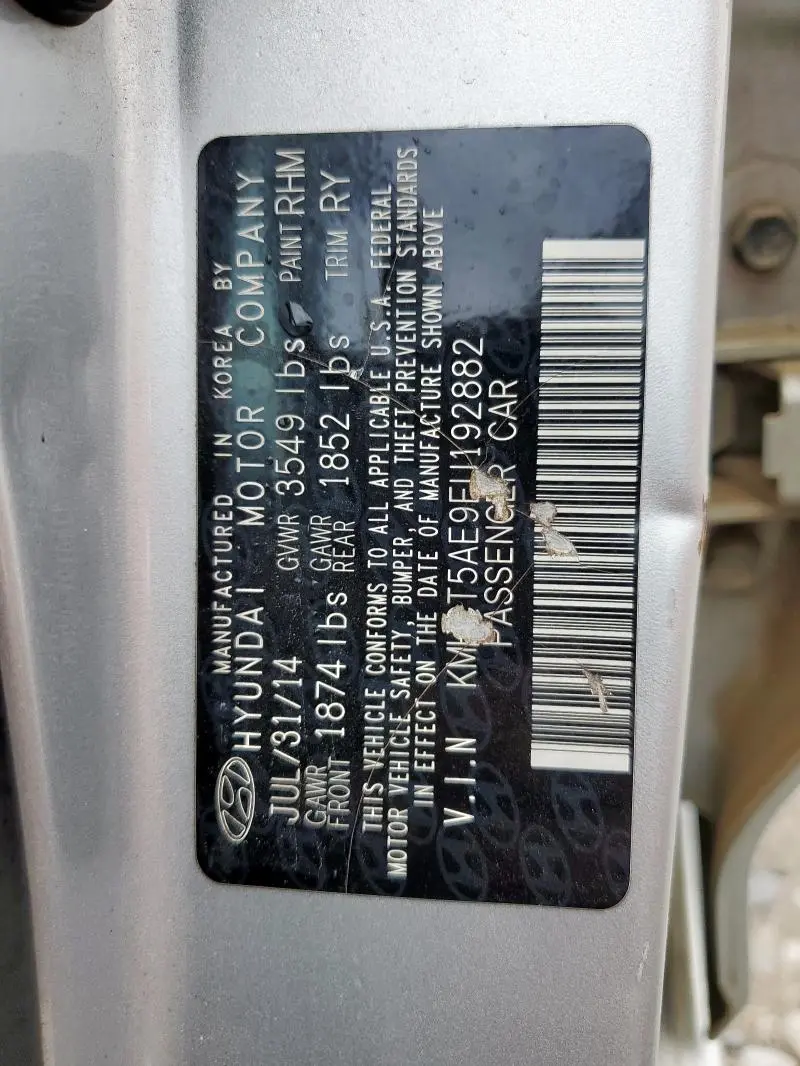 MANUFACTURED IN KOREA BY
HYUNDAI MOTOR COMPANY
JUL/31/14 GVWR 3549 lbs PAINT RHM
GAWR FRONT 1874 lbs GAWR REAR 1852 lbs TRIM RY
THIS VEHICLE CONFORMS TO ALL APPLICABLE U.S.A. FEDERAL
MOTOR VEHICLE SAFETY, BUMPER, AND THEFT PREVENTION STANDARDS
IN EFFECT ON THE DATE OF MANUFACTURE SHOWN ABOVE
V.I.N
PASSENGER CAR